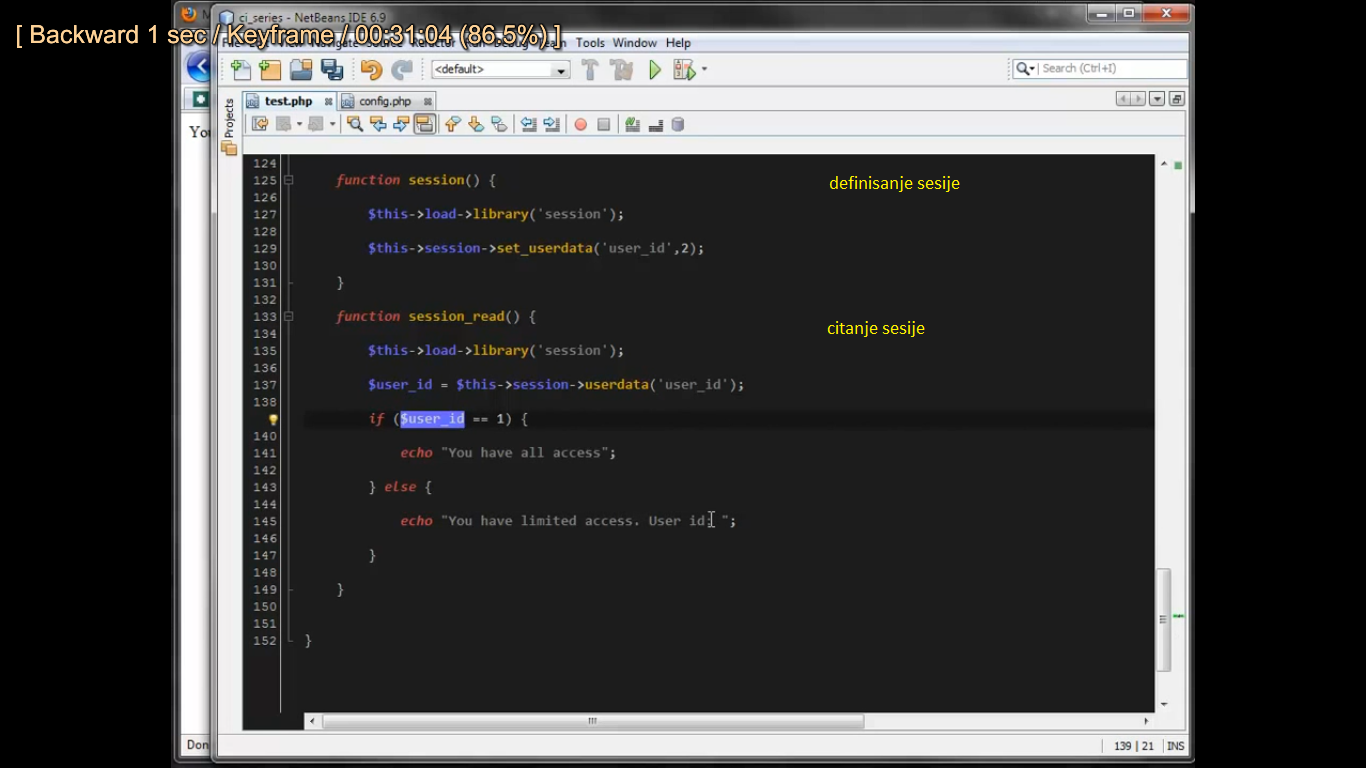 ci_series - NetBeans IDE 6.9
[ Backward 1 sec / Keyframe / 00:31:04 (86.5%) ]
Tools Window Help
<default>
Search (Ctrl+I)
Projects
test.php config.php
You
124
125 function session() { definisanje sesije
126
127 $this->load->library('session');
128
129 $this->session->set_userdata('user_id',2);
130
131 }
132
133 function session_read() { citanje sesije
134
135 $this->load->library('session');
136
137 $user_id = $this->session->userdata('user_id');
138
if ($user_id == 1) {
140
141 echo "You have all access";
142
143 } else {
144
145 echo "You have limited access. User id: ";
146
147 }
148
149 }
150
151
152 }
Don
139 | 21 INS